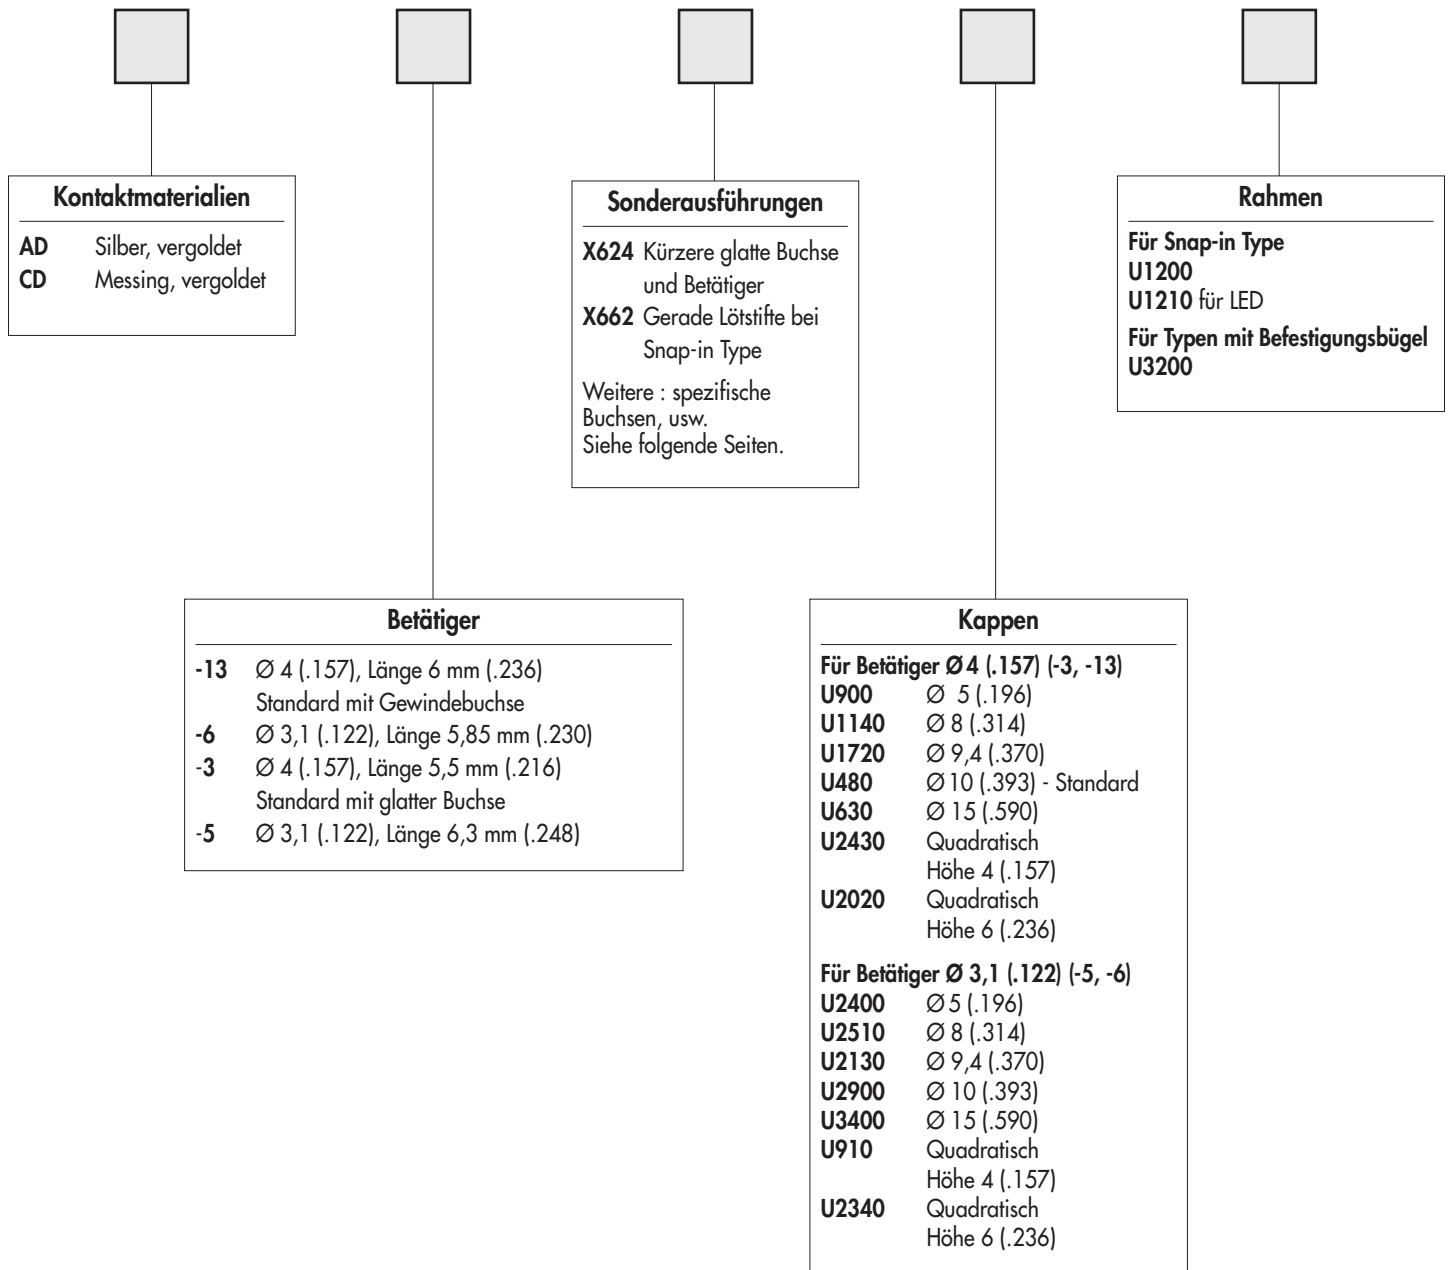 Kontaktmaterialien
AD Silber, vergoldet
CD Messing, vergoldet
Sonderausführungen
X624 Kürzere glatte Buchse
und Betätiger
X662 Gerade Lötstifte bei
Snap-in Type
Weitere : spezifische
Buchsen, usw.
Siehe folgende Seiten.
Rahmen
Für Snap-in Type
U1200
U1210 für LED
Für Typen mit Befestigungsbügel
U3200
Betätiger
-13 Ø 4 (.157), Länge 6 mm (.236)
Standard mit Gewindebuchse
-6 Ø 3,1 (.122), Länge 5,85 mm (.230)
-3 Ø 4 (.157), Länge 5,5 mm (.216)
Standard mit glatter Buchse
-5 Ø 3,1 (.122), Länge 6,3 mm (.248)
Kappen
Für Betätiger Ø 4 (.157) (-3, -13)
U900 Ø 5 (.196)
U1140 Ø 8 (.314)
U1720 Ø 9,4 (.370)
U480 Ø 10 (.393) - Standard
U630 Ø 15 (.590)
U2430 Quadratisch
Höhe 4 (.157)
U2020 Quadratisch
Höhe 6 (.236)
Für Betätiger Ø 3,1 (.122) (-5, -6)
U2400 Ø 5 (.196)
U2510 Ø 8 (.314)
U2130 Ø 9,4 (.370)
U2900 Ø 10 (.393)
U3400 Ø 15 (.590)
U910 Quadratisch
Höhe 4 (.157)
U2340 Quadratisch
Höhe 6 (.236)